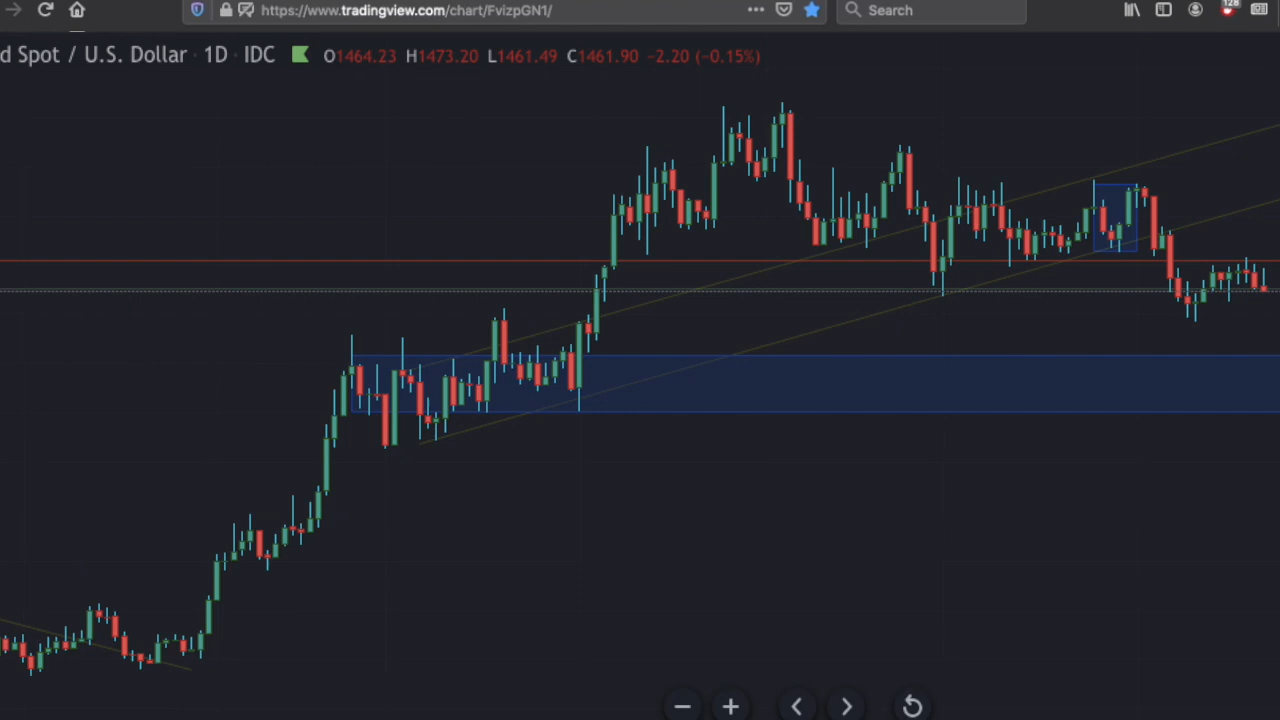 https://www.tradingview.com/chart/FvizpGN1/
Search
128
d Spot / U.S. Dollar · 1D · IDC O1464.23 H1473.20 L1461.49 C1461.90 −2.20 (−0.15%)